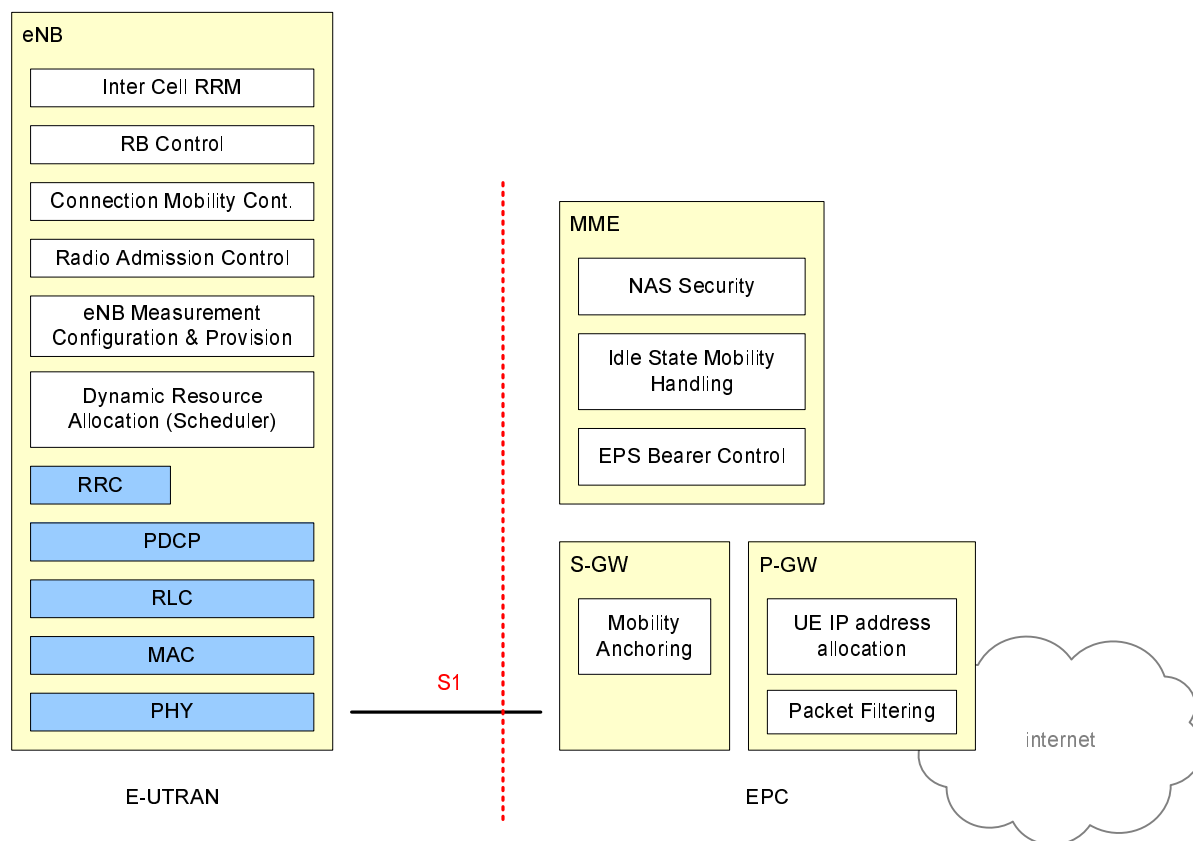 eNB
Inter Cell RRM
RB Control
Connection Mobility Cont.
Radio Admission Control
eNB Measurement
Configuration & Provision
Dynamic Resource
Allocation (Scheduler)
RRC
PDCP
RLC
MAC
PHY
S1
MME
NAS Security
Idle State Mobility
Handling
EPS Bearer Control
S-GW
Mobility
Anchoring
P-GW
UE IP address
allocation
Packet Filtering
internet
E-UTRAN
EPC